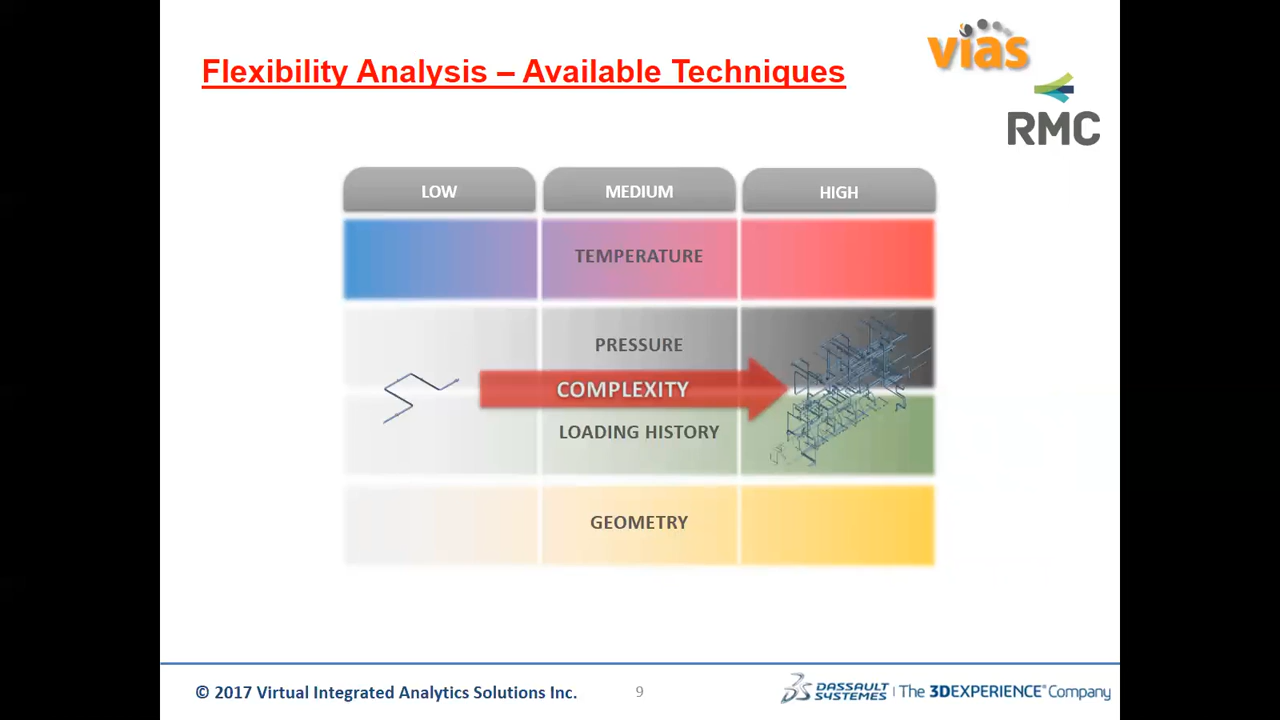 Flexibility Analysis – Available Techniques
vias
RMC
LOW MEDIUM HIGH
TEMPERATURE
PRESSURE
COMPLEXITY
LOADING HISTORY
GEOMETRY
© 2017 Virtual Integrated Analytics Solutions Inc.
9
DASSAULT SYSTEMES | The 3DEXPERIENCE® Company